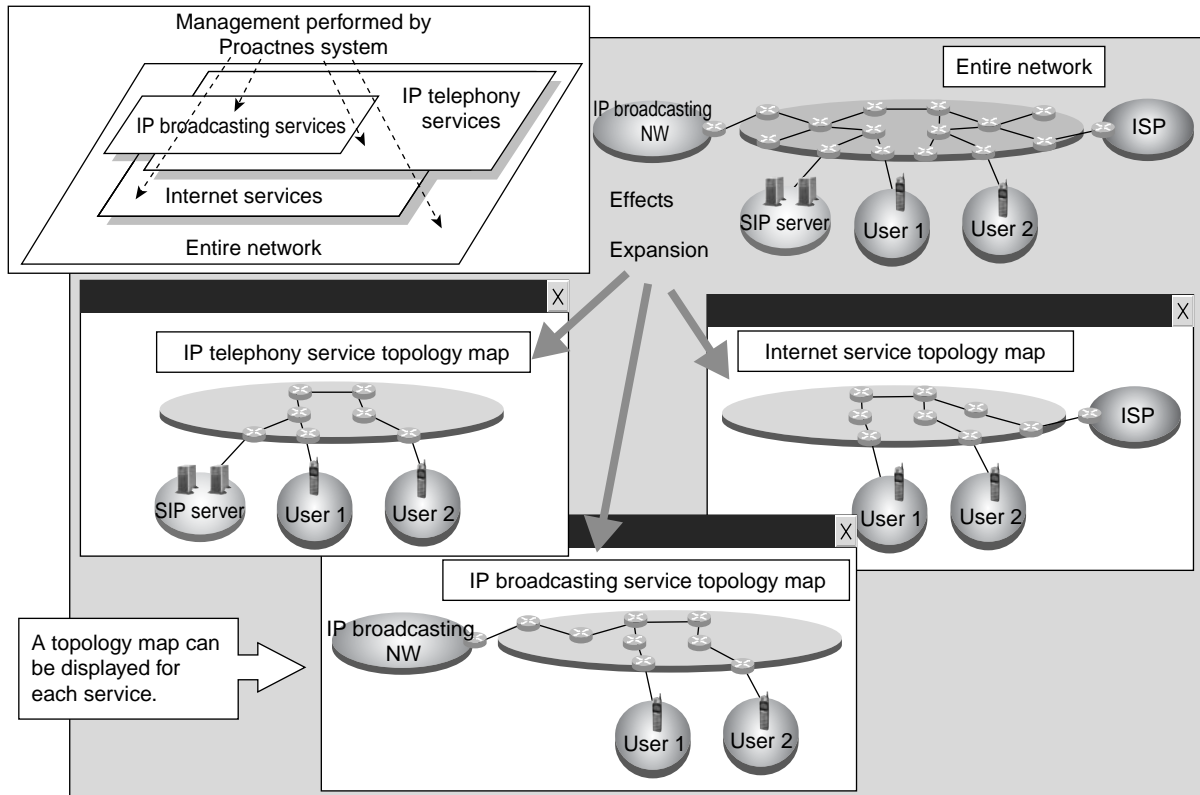 Management performed by
Proactnes system
IP telephony
services
IP broadcasting services
Internet services
Entire network
Entire network
IP broadcasting
NW
ISP
SIP server
User 1
User 2
Effects
Expansion
X
IP telephony service topology map
SIP server
User 1
User 2
X
Internet service topology map
ISP
User 1
User 2
X
IP broadcasting service topology map
IP broadcasting
NW
User 1
User 2
A topology map can
be displayed for
each service.